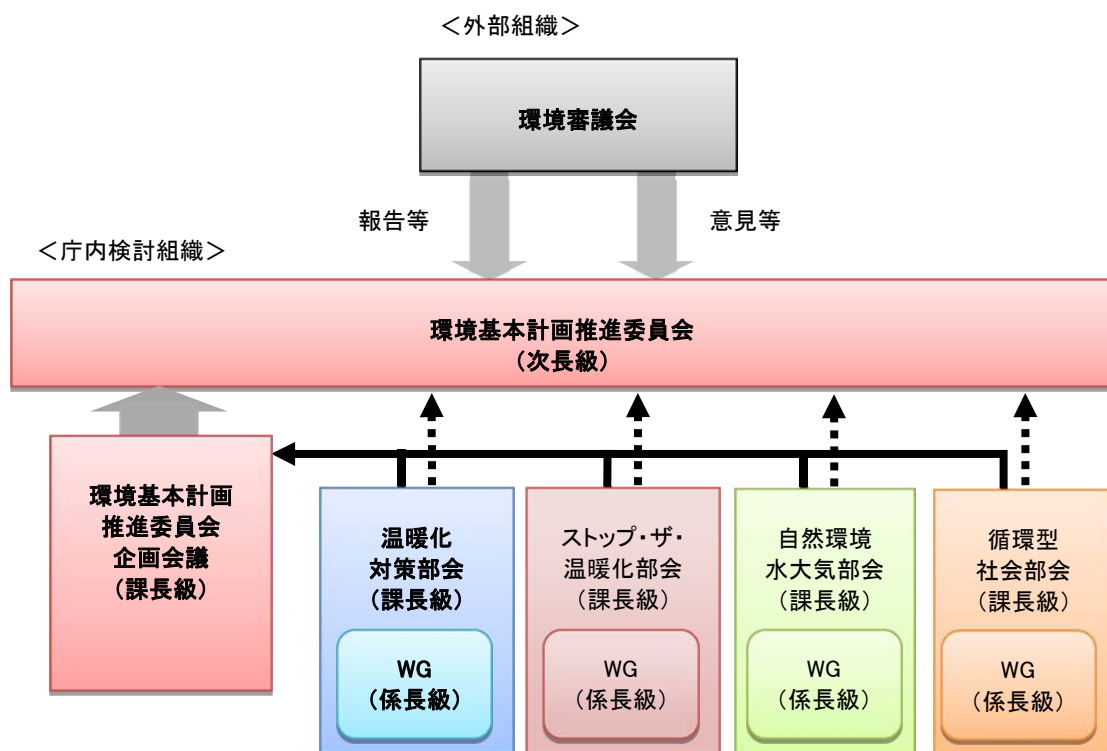 ＜外部組織＞
環境審議会
報告等
意見等
＜庁内検討組織＞
環境基本計画推進委員会
（次長級）
環境基本計画
推進委員会
企画会議
（課長級）
温暖化
対策部会
（課長級）
WG
（係長級）
ストップ・ザ・
温暖化部会
（課長級）
WG
（係長級）
自然環境
水大気部会
（課長級）
WG
（係長級）
循環型
社会部会
（課長級）
WG
（係長級）